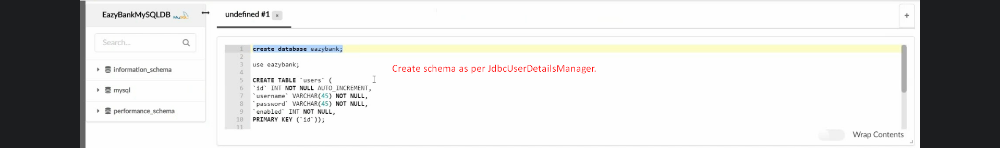 EazyBankMySQLDB MySQL
undefined #1 ×
+
Search...
information_schema
mysql
performance_schema
1 create database eazybank;
2
3 use eazybank;
4
5 CREATE TABLE `users` (
6 `id` INT NOT NULL AUTO_INCREMENT,
7 `username` VARCHAR(45) NOT NULL,
8 `password` VARCHAR(45) NOT NULL,
9 `enabled` INT NOT NULL,
10 PRIMARY KEY (`id`));
11
Create schema as per JdbcUserDetailsManager.
Wrap Contents